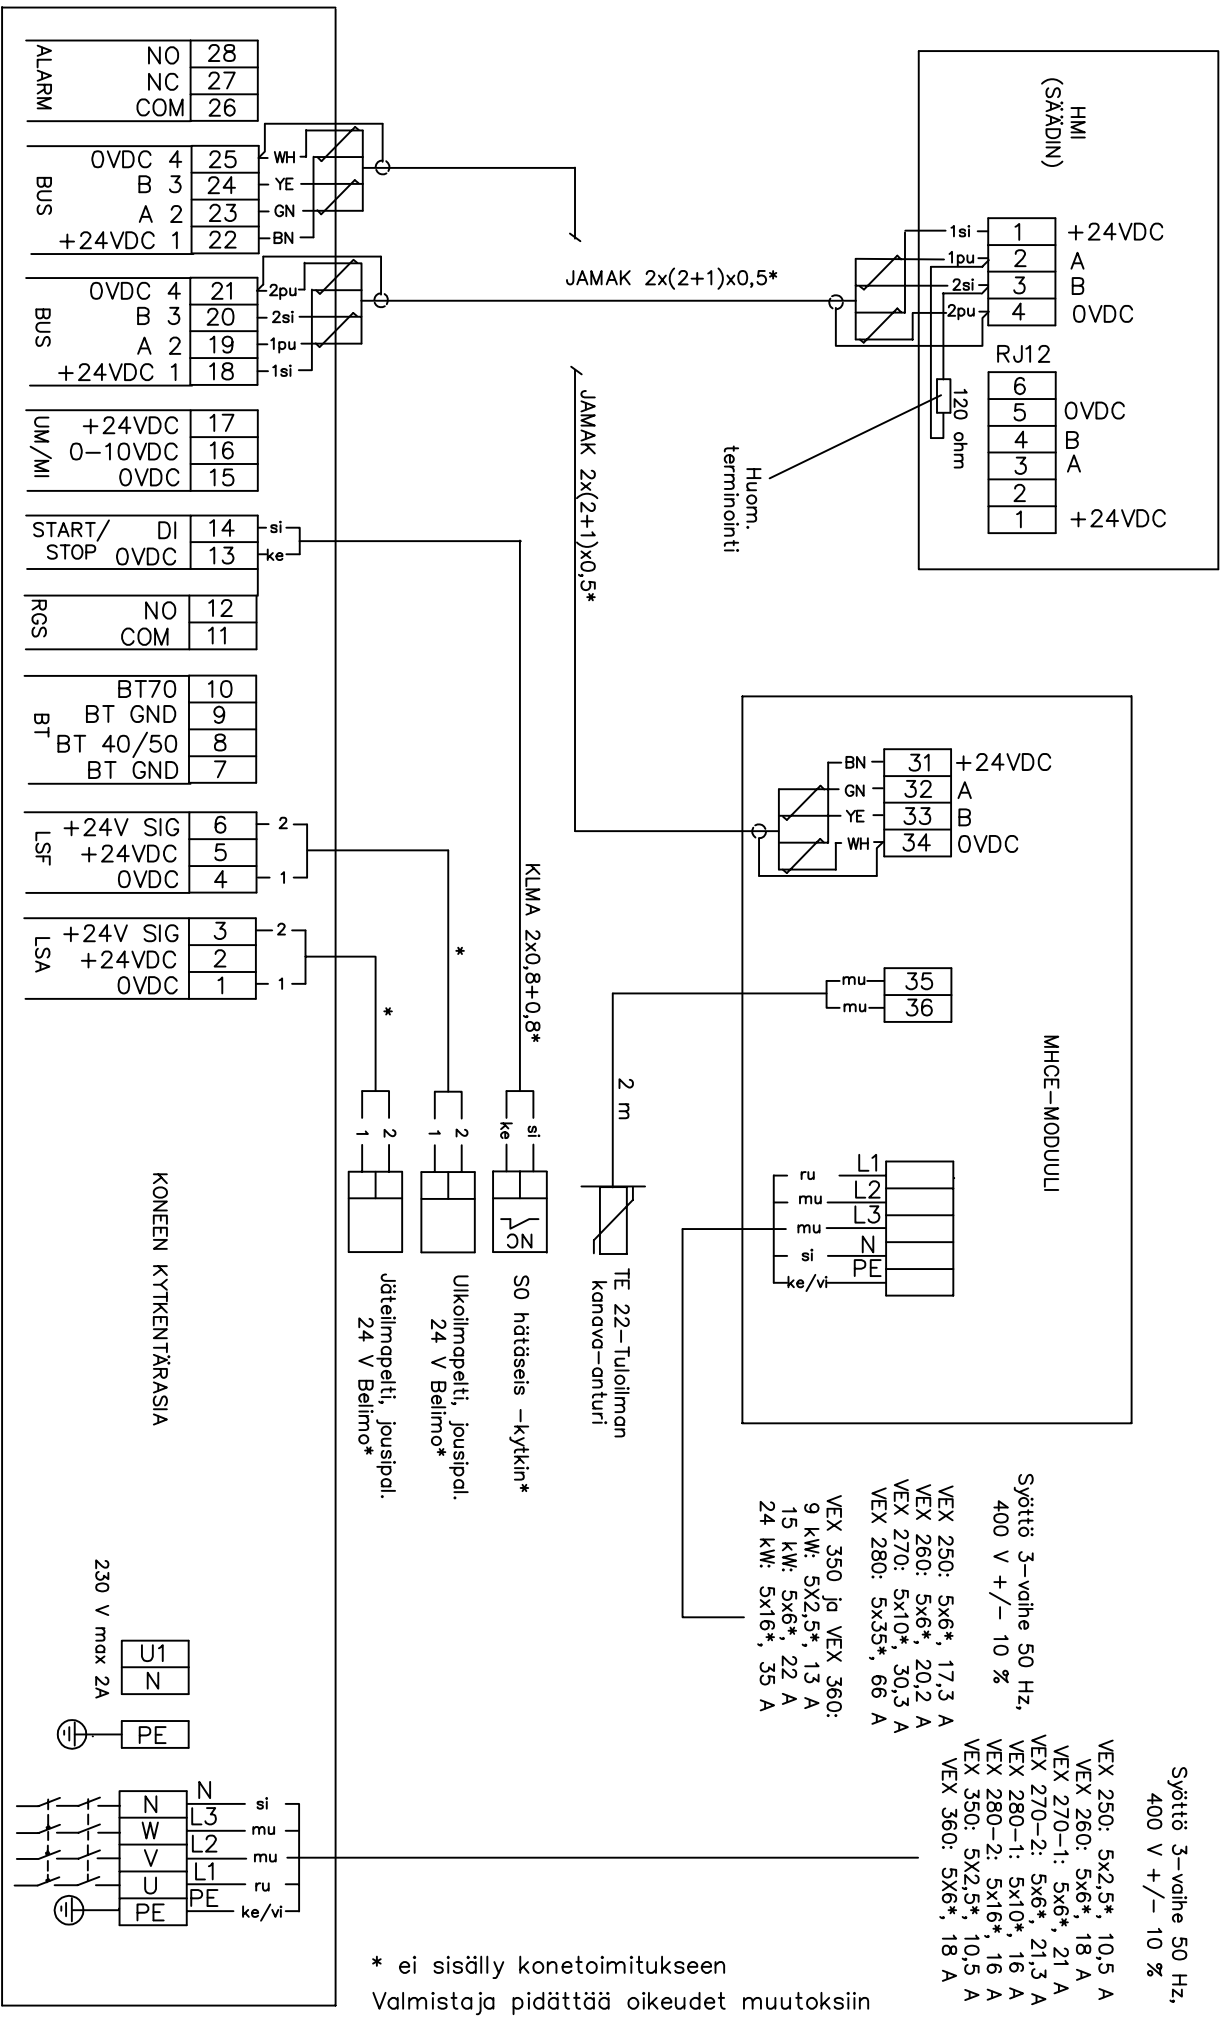 ALARM
NO 28
NC 27
COM 26
BUS
0VDC 4 25 WH
B 3 24 YE
A 2 23 GN
+24VDC 1 22 BN
BUS
0VDC 4 21 2pu
B 3 20 2si
A 2 19 1pu
+24VDC 1 18 1si
UM/MI
+24VDC 17
0-10VDC 16
0VDC 15
START/
STOP
DI 14 si
0VDC 13 ke
RGS
NO 12
COM 11
BT
BT70 10
BT GND 9
BT 40/50 8
BT GND 7
LSF
+24V SIG 6 2
+24VDC 5
0VDC 4 1
LSA
+24V SIG 3 2
+24VDC 2
0VDC 1 1
KONEEN KYTKENTÄRASIA
230 V max 2A
U1
N
PE
N N si
W L3 mu
V L2 mu
U L1 ru
PE PE ke/vi
JAMAK 2x(2+1)x0,5*
JAMAK 2x(2+1)x0,5*
HMI
(SÄÄDIN)
1si 1 +24VDC
1pu 2 A
2si 3 B
2pu 4 0VDC
RJ12
6
5 0VDC
4 B
3 A
2
1 +24VDC
120 ohm
Huom.
terminointi
BN 31 +24VDC
GN 32 A
YE 33 B
WH 34 0VDC
mu 35
mu 36
MHCE-MODUULI
ru L1
mu L2
mu L3
si N
ke/vi PE
KLMA 2x0,8+0,8*
*
*
2 m
1 2
1 2
ke si
NC
TE 22-Tuloilman
kanava-anturi
S0 hätäseis -kytkin*
Ulkoilmapelti, jousipal.
24 V Belimo*
Jäteilmapelti, jousipal.
24 V Belimo*
Syöttö 3-vaihe 50 Hz,
400 V +/- 10 %
VEX 250: 5x6*, 17,3 A
VEX 260: 5x6*, 20,2 A
VEX 270: 5x10*, 30,3 A
VEX 280: 5x35*, 66 A
VEX 350 ja VEX 360:
9 kW: 5X2,5*, 13 A
15 kW: 5x6*, 22 A
24 kW: 5x16*, 35 A
Syöttö 3-vaihe 50 Hz,
400 V +/- 10 %
VEX 250: 5x2,5*, 10,5 A
VEX 260: 5x6*, 18 A
VEX 270-1: 5x6*, 21 A
VEX 270-2: 5x6*, 21,3 A
VEX 280-1: 5x10*, 16 A
VEX 280-2: 5x16*, 16 A
VEX 350: 5X2,5*, 10,5 A
VEX 360: 5X6*, 18 A
* ei sisälly konetoimitukseen
Valmistaja pidättää oikeudet muutoksiin